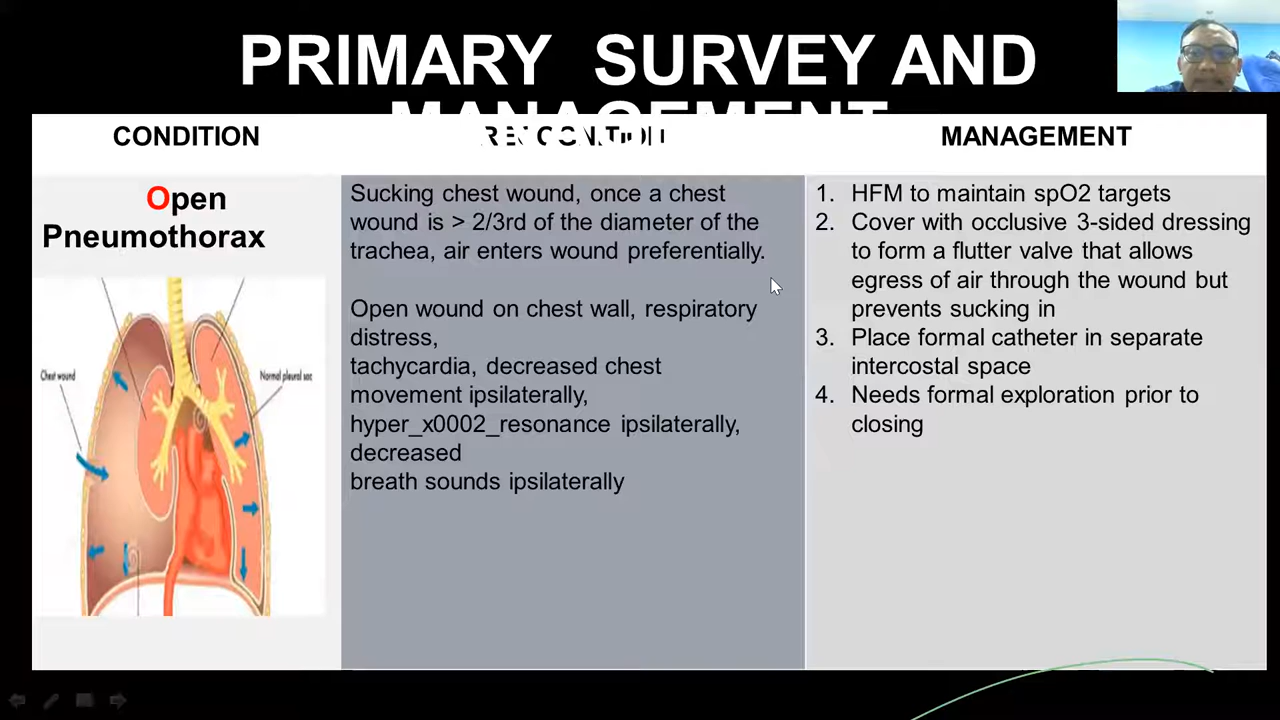 PRIMARY SURVEY AND
MANAGEMENT
CONDITION
RECOGNITION
MANAGEMENT
Open
Pneumothorax
Chest wound
Normal pleural sac
Sucking chest wound, once a chest
wound is > 2/3rd of the diameter of the
trachea, air enters wound preferentially.
Open wound on chest wall, respiratory
distress,
tachycardia, decreased chest
movement ipsilaterally,
hyper_x0002_resonance ipsilaterally,
decreased
breath sounds ipsilaterally
1. HFM to maintain spO2 targets
2. Cover with occlusive 3-sided dressing
to form a flutter valve that allows
egress of air through the wound but
prevents sucking in
3. Place formal catheter in separate
intercostal space
4. Needs formal exploration prior to
closing